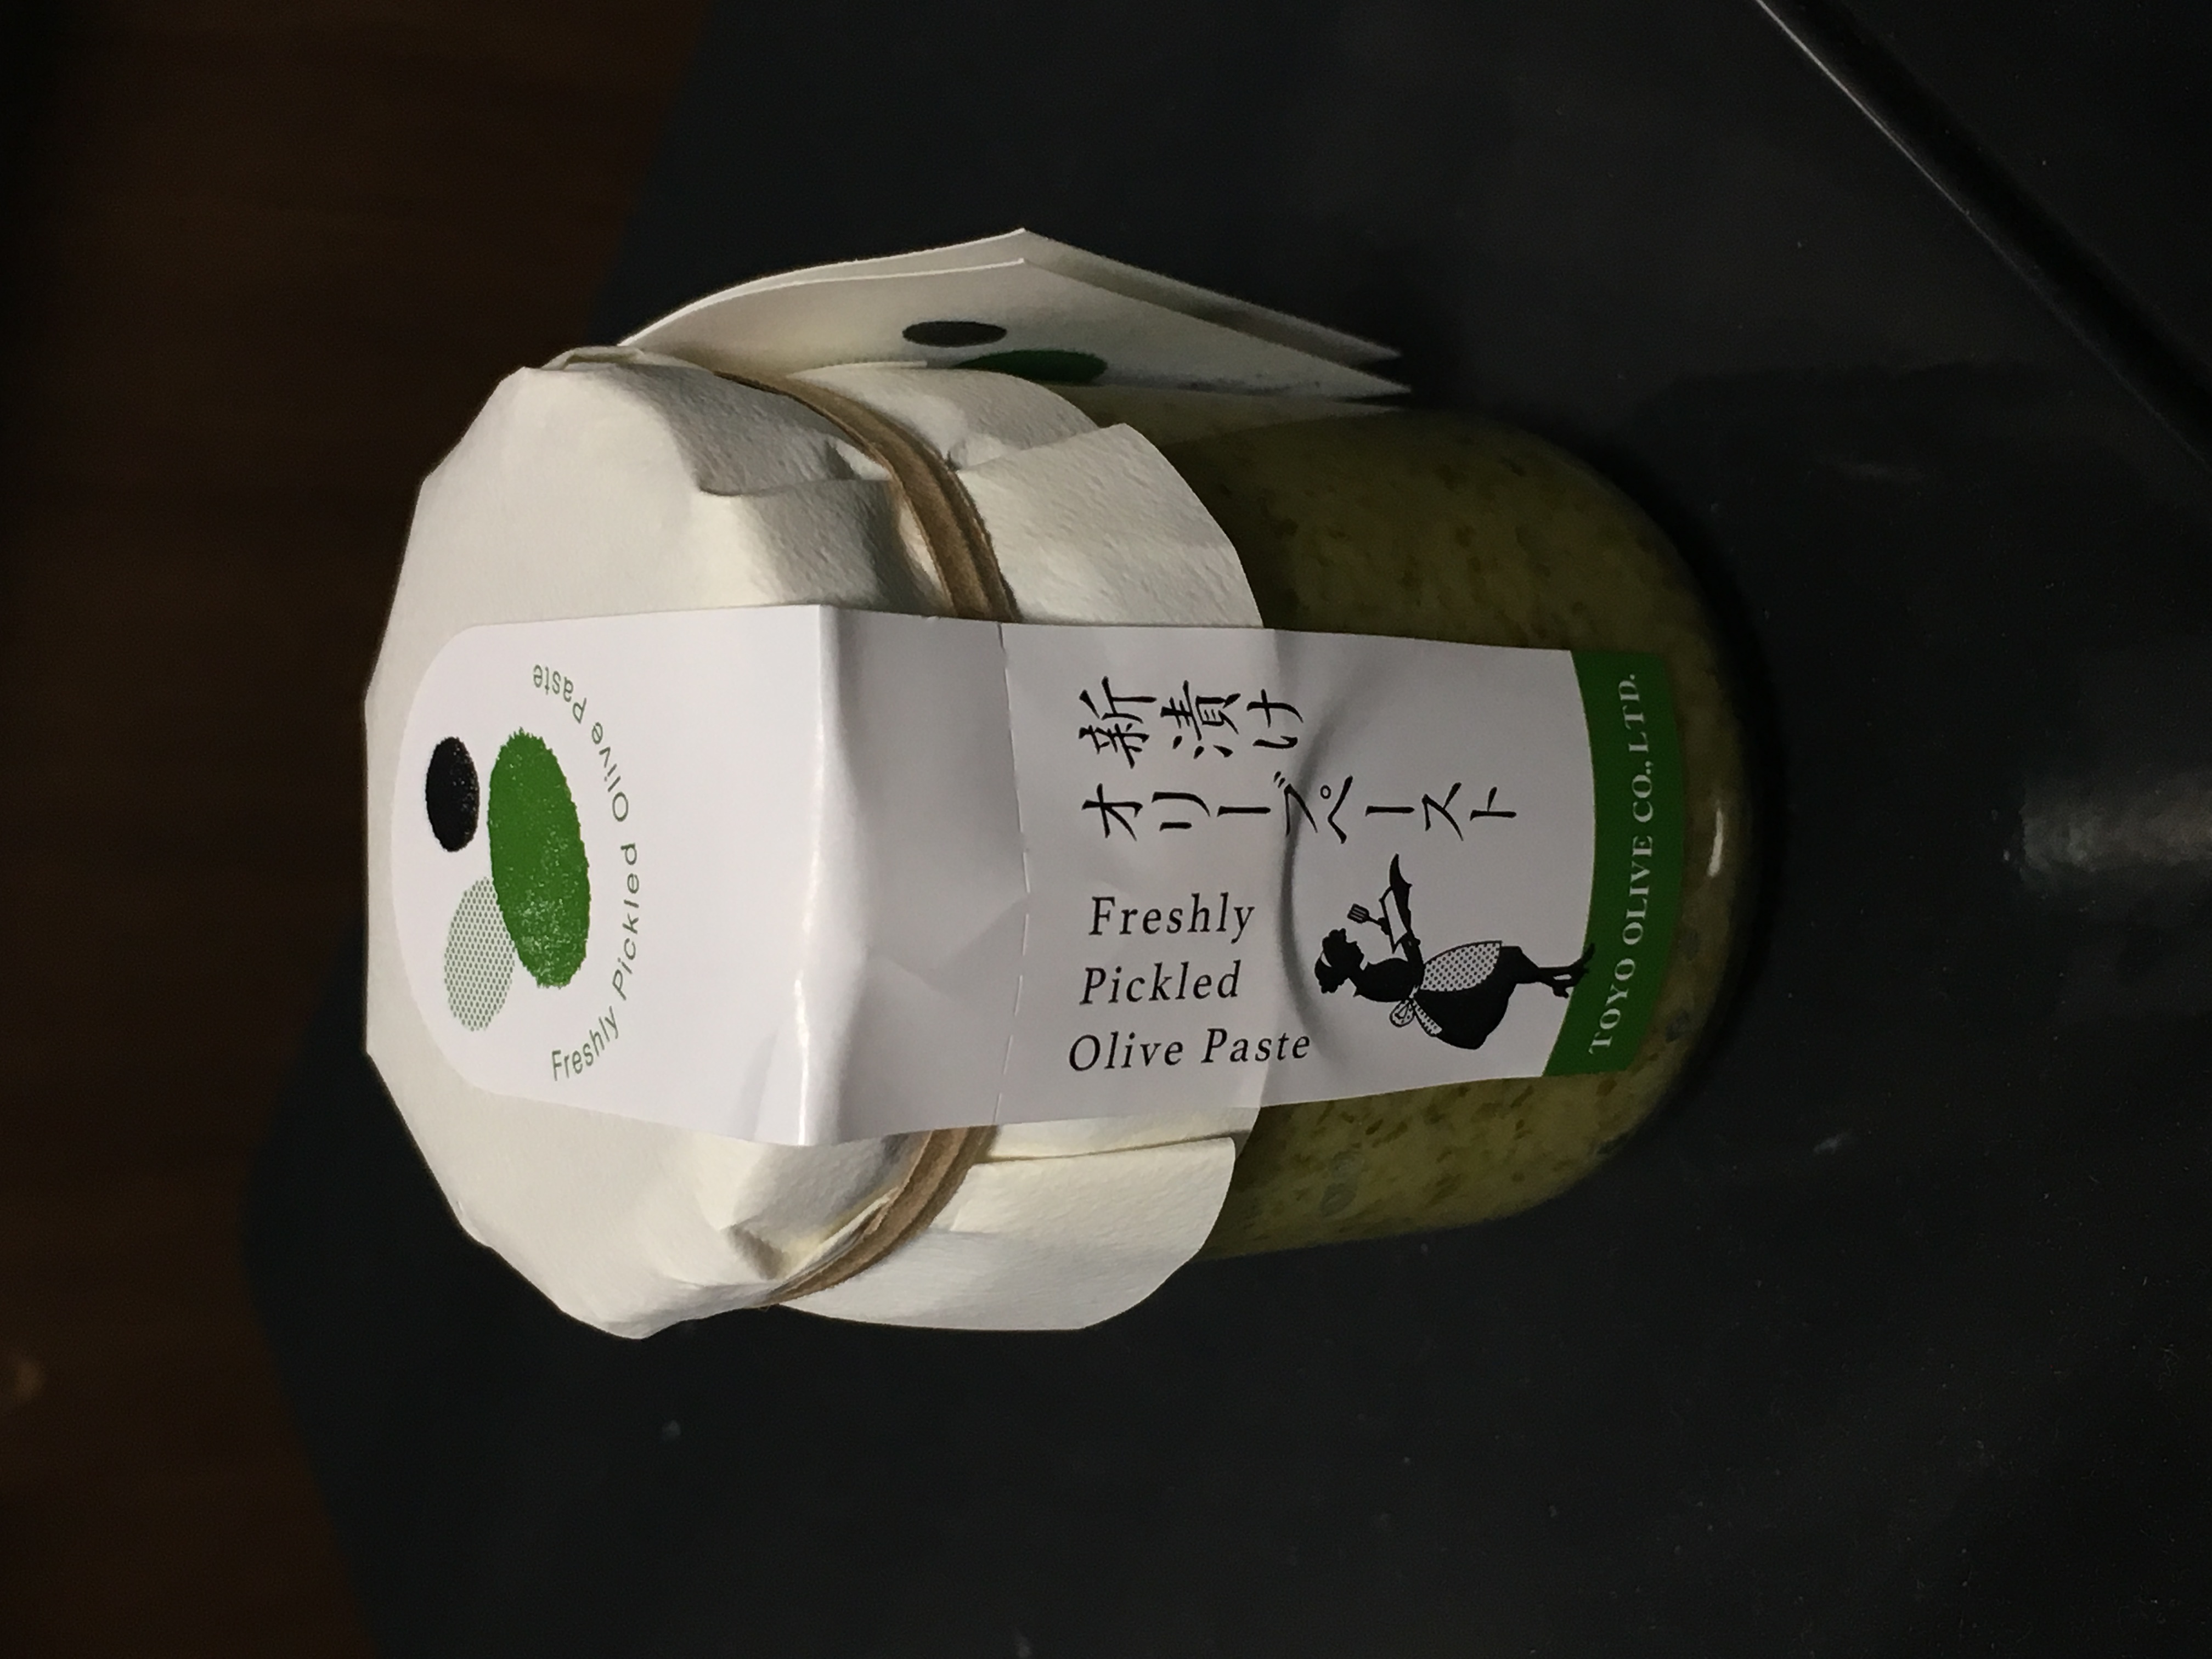 Freshly Pickled Olive Paste
新漬け
オリーブペースト
Freshly
Pickled
Olive Paste
TOYO OLIVE CO., LTD.